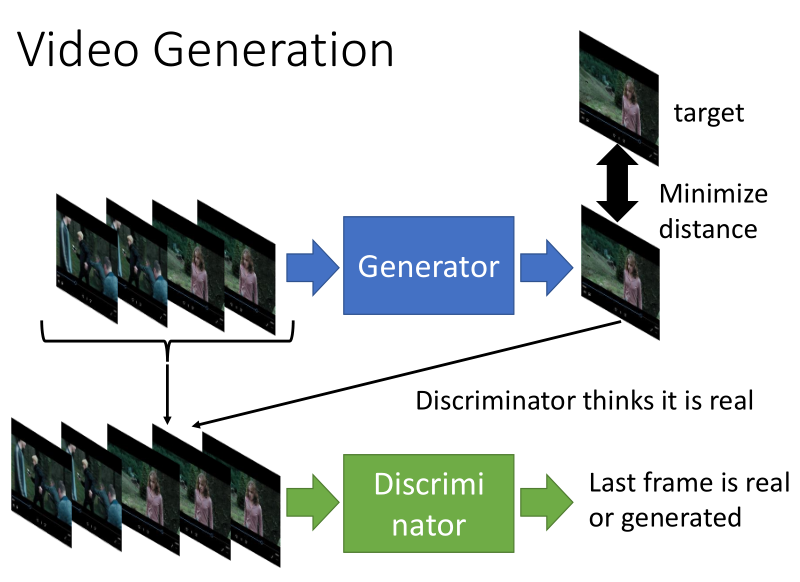 Video Generation
target
Minimize
distance
Generator
Discriminator thinks it is real
Discrimi
nator
Last frame is real
or generated